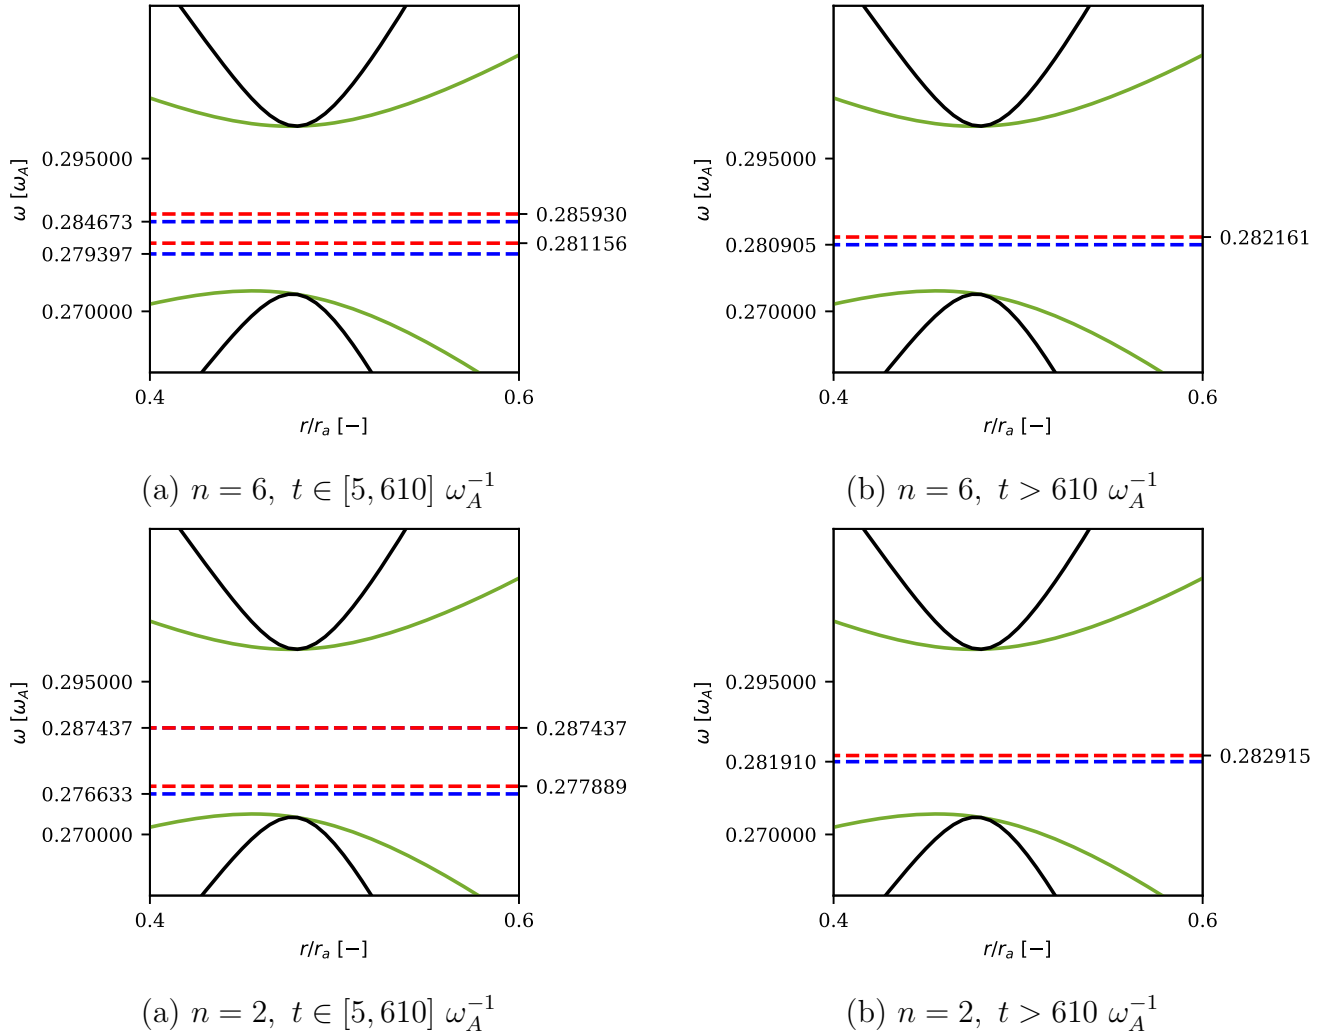 ω [ω_A]
0.295000
0.284673
0.279397
0.270000
0.285930
0.281156
0.4
0.6
r/r_a [−]
(a) n = 6, t ∈ [5, 610] ω_A^{-1}
ω [ω_A]
0.295000
0.280905
0.270000
0.282161
0.4
0.6
r/r_a [−]
(b) n = 6, t > 610 ω_A^{-1}
ω [ω_A]
0.295000
0.287437
0.276633
0.270000
0.287437
0.277889
0.4
0.6
r/r_a [−]
(a) n = 2, t ∈ [5, 610] ω_A^{-1}
ω [ω_A]
0.295000
0.281910
0.270000
0.282915
0.4
0.6
r/r_a [−]
(b) n = 2, t > 610 ω_A^{-1}